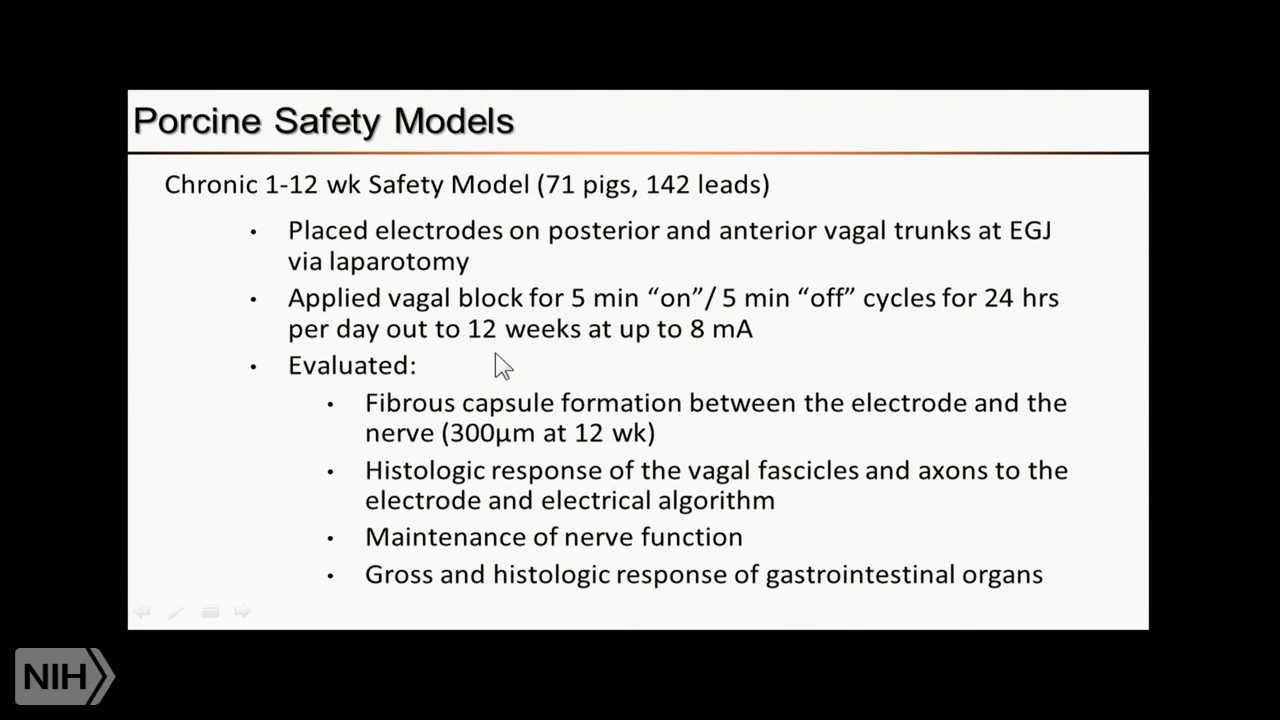 Porcine Safety Models
Chronic 1-12 wk Safety Model (71 pigs, 142 leads)
• Placed electrodes on posterior and anterior vagal trunks at EGJ
via laparotomy
• Applied vagal block for 5 min “on”/ 5 min “off” cycles for 24 hrs
per day out to 12 weeks at up to 8 mA
• Evaluated:
• Fibrous capsule formation between the electrode and the
nerve (300µm at 12 wk)
• Histologic response of the vagal fascicles and axons to the
electrode and electrical algorithm
• Maintenance of nerve function
• Gross and histologic response of gastrointestinal organs
NIH